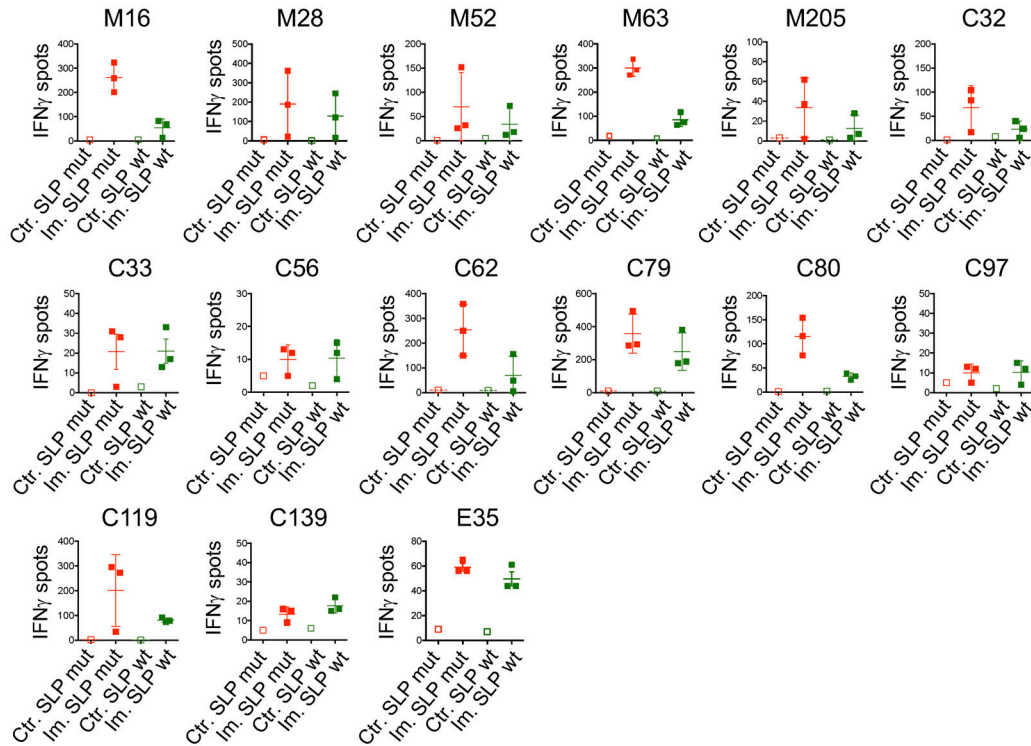 M16 M28 M52 M63 M205 C32
IFNγ spots 400 300 200 100 0
IFNγ spots 500 400 300 200 100 0
IFNγ spots 200 150 100 50 0
IFNγ spots 400 300 200 100 0
IFNγ spots 100 80 60 40 20 0
IFNγ spots 200 150 100 50 0
Ctr. SLP mut Im. SLP mut Ctr. SLP wt Im. SLP wt
Ctr. SLP mut Im. SLP mut Ctr. SLP wt Im. SLP wt
Ctr. SLP mut Im. SLP mut Ctr. SLP wt Im. SLP wt
Ctr. SLP mut Im. SLP mut Ctr. SLP wt Im. SLP wt
Ctr. SLP mut Im. SLP mut Ctr. SLP wt Im. SLP wt
Ctr. SLP mut Im. SLP mut Ctr. SLP wt Im. SLP wt
C33 C56 C62 C79 C80 C97
IFNγ spots 50 40 30 20 10 0
IFNγ spots 30 20 10 0
IFNγ spots 400 300 200 100 0
IFNγ spots 600 400 200 0
IFNγ spots 200 150 100 50 0
IFNγ spots 50 40 30 20 10 0
Ctr. SLP mut Im. SLP mut Ctr. SLP wt Im. SLP wt
Ctr. SLP mut Im. SLP mut Ctr. SLP wt Im. SLP wt
Ctr. SLP mut Im. SLP mut Ctr. SLP wt Im. SLP wt
Ctr. SLP mut Im. SLP mut Ctr. SLP wt Im. SLP wt
Ctr. SLP mut Im. SLP mut Ctr. SLP wt Im. SLP wt
Ctr. SLP mut Im. SLP mut Ctr. SLP wt Im. SLP wt
C119 C139 E35
IFNγ spots 400 300 200 100 0
IFNγ spots 50 40 30 20 10 0
IFNγ spots 80 60 40 20 0
Ctr. SLP mut Im. SLP mut Ctr. SLP wt Im. SLP wt
Ctr. SLP mut Im. SLP mut Ctr. SLP wt Im. SLP wt
Ctr. SLP mut Im. SLP mut Ctr. SLP wt Im. SLP wt